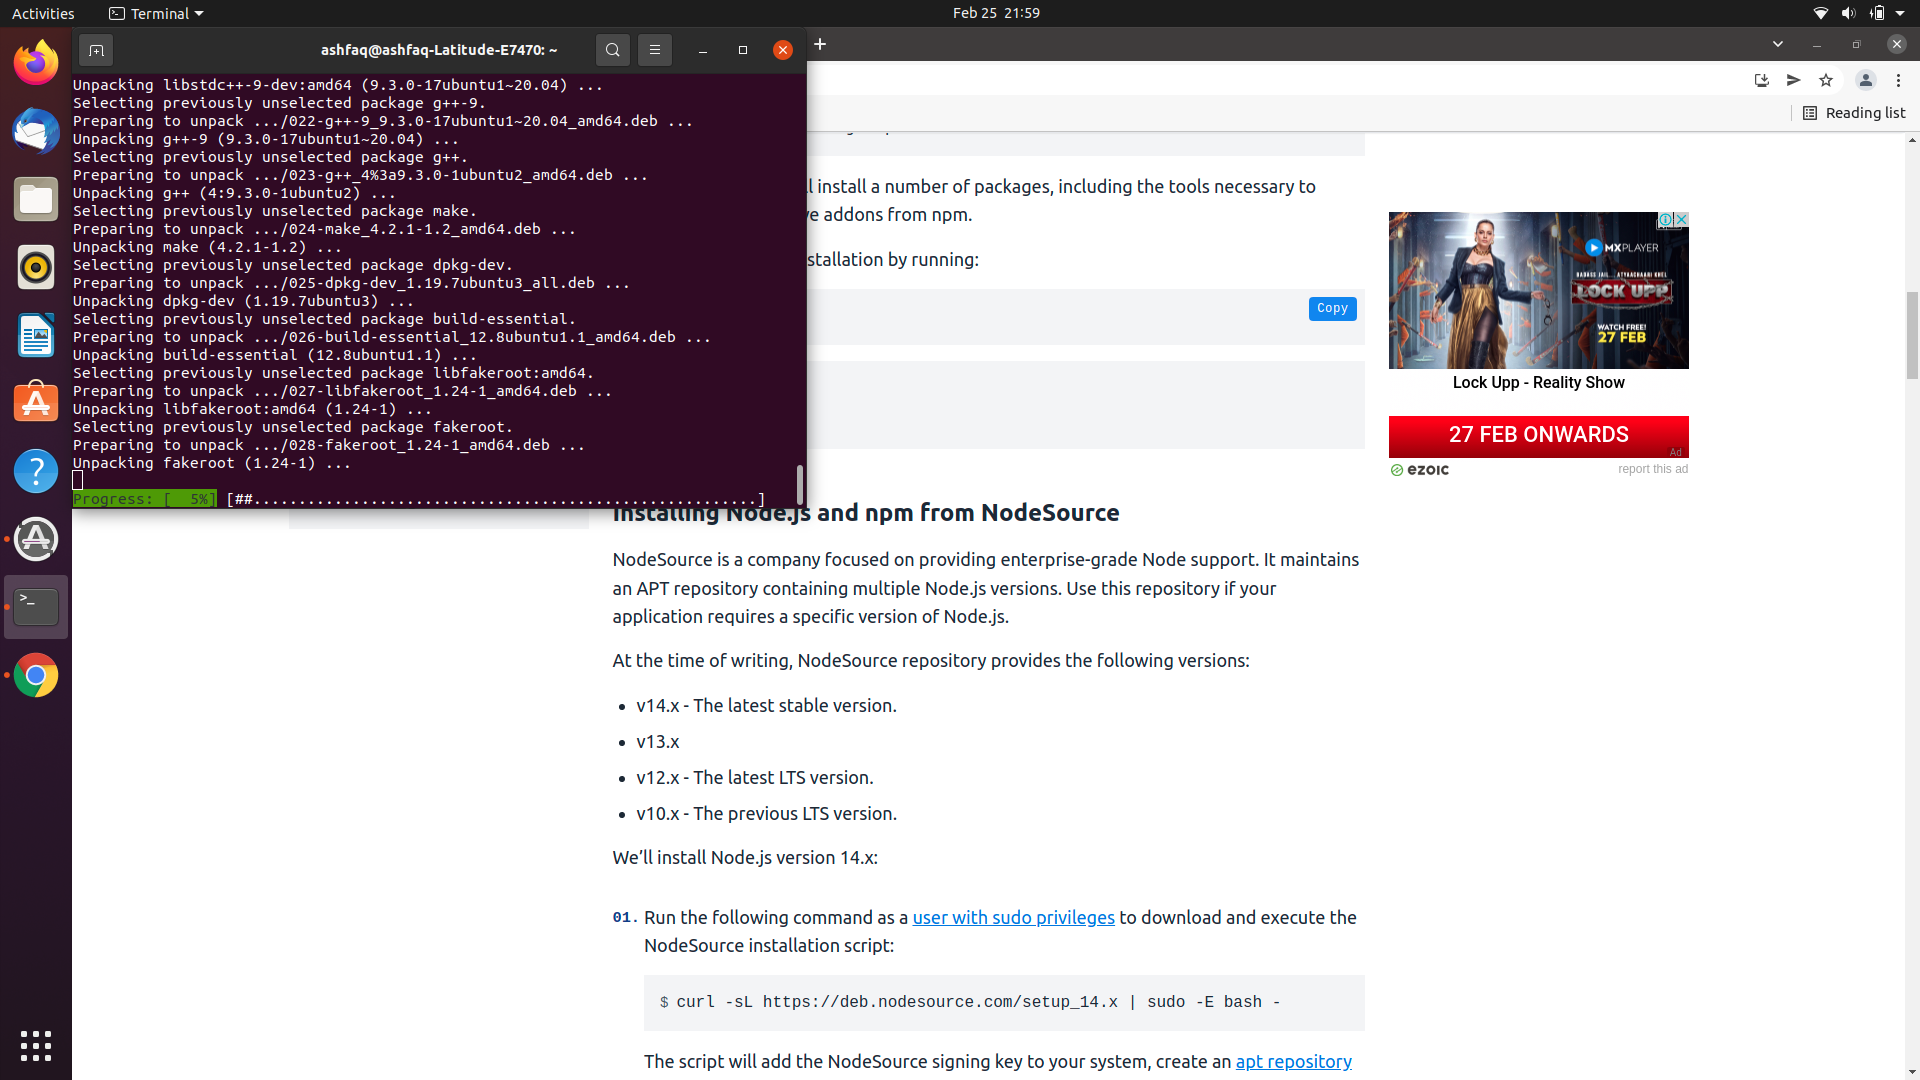 Activities
Terminal
Feb 25 21:59
ashfaq@ashfaq-Latitude-E7470: ~
Unpacking libstdc++-9-dev:amd64 (9.3.0-17ubuntu1~20.04) ...
Selecting previously unselected package g++-9.
Preparing to unpack .../022-g++-9_9.3.0-17ubuntu1~20.04_amd64.deb ...
Unpacking g++-9 (9.3.0-17ubuntu1~20.04) ...
Selecting previously unselected package g++.
Preparing to unpack .../023-g++_4%3a9.3.0-1ubuntu2_amd64.deb ...
Unpacking g++ (4:9.3.0-1ubuntu2) ...
Selecting previously unselected package make.
Preparing to unpack .../024-make_4.2.1-1.2_amd64.deb ...
Unpacking make (4.2.1-1.2) ...
Selecting previously unselected package dpkg-dev.
Preparing to unpack .../025-dpkg-dev_1.19.7ubuntu3_all.deb ...
Unpacking dpkg-dev (1.19.7ubuntu3) ...
Selecting previously unselected package build-essential.
Preparing to unpack .../026-build-essential_12.8ubuntu1.1_amd64.deb ...
Unpacking build-essential (12.8ubuntu1.1) ...
Selecting previously unselected package libfakeroot:amd64.
Preparing to unpack .../027-libfakeroot_1.24-1_amd64.deb ...
Unpacking libfakeroot:amd64 (1.24-1) ...
Selecting previously unselected package fakeroot.
Preparing to unpack .../028-fakeroot_1.24-1_amd64.deb ...
Unpacking fakeroot (1.24-1) ...
Progress: [  5%] [##........................................................]
Reading list
install a number of packages, including the tools necessary to
addons from npm.
stallation by running:
Copy
MXPLAYER
BADASS JAIL.. ATYAACHAARI KHEL
LOCK UPP
WATCH FREE!
27 FEB
Lock Upp - Reality Show
27 FEB ONWARDS
Ad
ezoic
report this ad
Installing Node.js and npm from NodeSource
NodeSource is a company focused on providing enterprise-grade Node support. It maintains
an APT repository containing multiple Node.js versions. Use this repository if your
application requires a specific version of Node.js.
At the time of writing, NodeSource repository provides the following versions:
• v14.x - The latest stable version.
• v13.x
• v12.x - The latest LTS version.
• v10.x - The previous LTS version.
We’ll install Node.js version 14.x:
01. Run the following command as a user with sudo privileges to download and execute the
NodeSource installation script:
$ curl -sL https://deb.nodesource.com/setup_14.x | sudo -E bash -
The script will add the NodeSource signing key to your system, create an apt repository